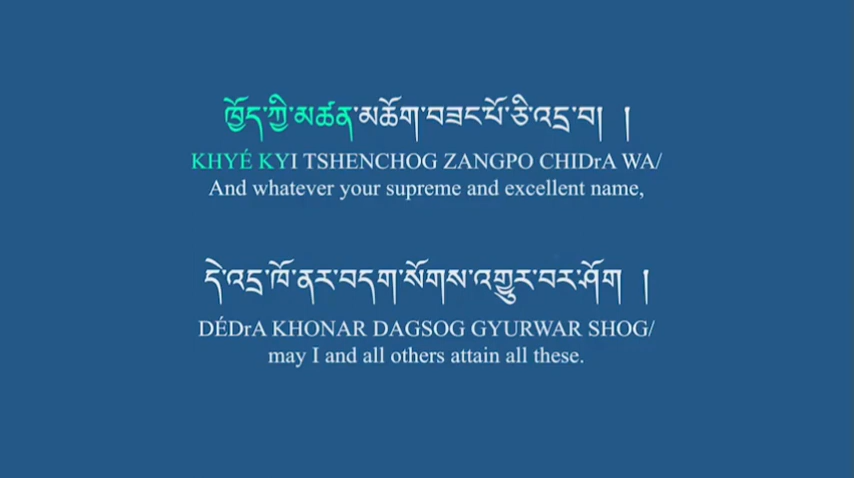 ཁྱོད་ཀྱི་མཚན་མཆོག་བཟང་པོ་ཅི་འདྲ་བ། །
KHYÉ KYI TSHENCHOG ZANGPO CHIDrA WA/
And whatever your supreme and excellent name,
དེ་འདྲ་ཁོ་ནར་བདག་སོགས་འགྱུར་བར་ཤོག །
DÉDrA KHONAR DAGSOG GYURWAR SHOG/
may I and all others attain all these.